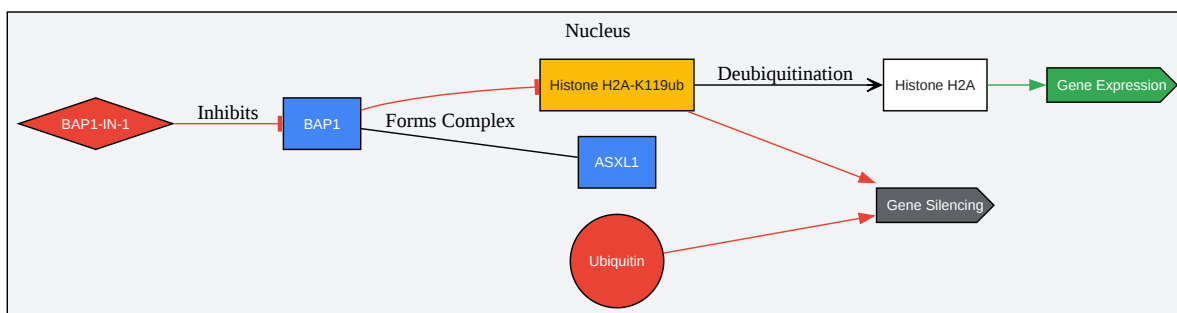 Nucleus
Histone H2A-K119ub
Deubiquitination
Histone H2A
Gene Expression
BAP1-IN-1
Inhibits
BAP1
Forms Complex
ASXL1
Gene Silencing
Ubiquitin